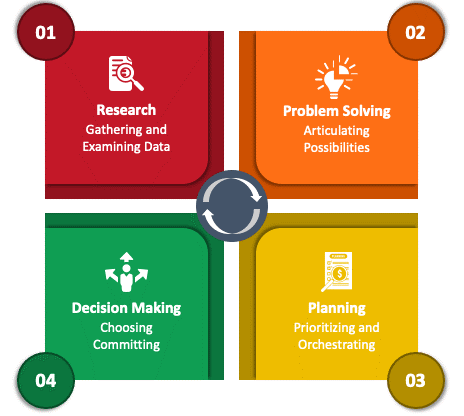 01
Research
Gathering and
Examining Data
02
Problem Solving
Articulating
Possibilities
Decision Making
Choosing
Committing
04
Planning
Prioritizing and
Orchestrating
03